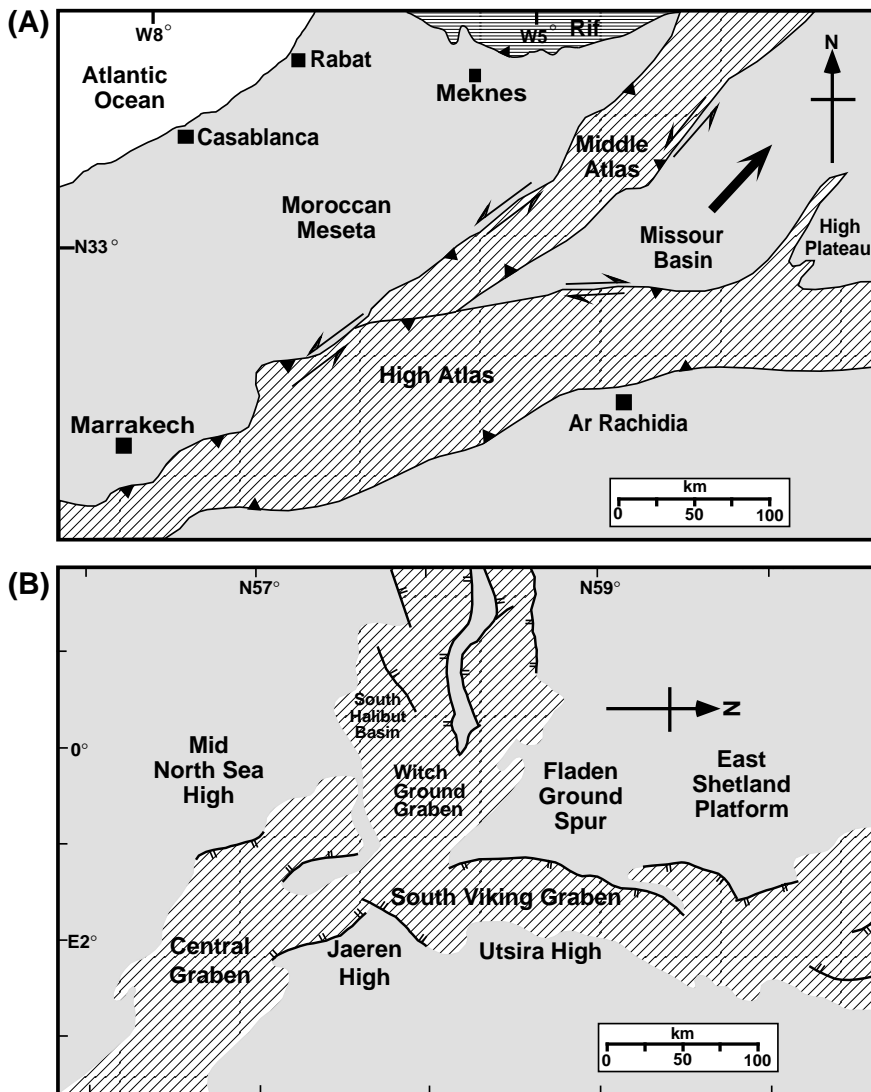 (A)
W8°
W5°
Rif
N
Rabat
Atlantic
Ocean
Meknes
Casablanca
Middle
Atlas
Moroccan
Meseta
High
Plateau
Missour
Basin
N33°
High Atlas
Marrakech
Ar Rachidia
km
0 50 100
(B)
N57°
N59°
South
Halibut
Basin
N
0°
Mid
North Sea
High
Witch
Ground
Graben
Fladen
Ground
Spur
East
Shetland
Platform
South Viking Graben
E2°
Central
Graben
Jaeren
High
Utsira High
km
0 50 100